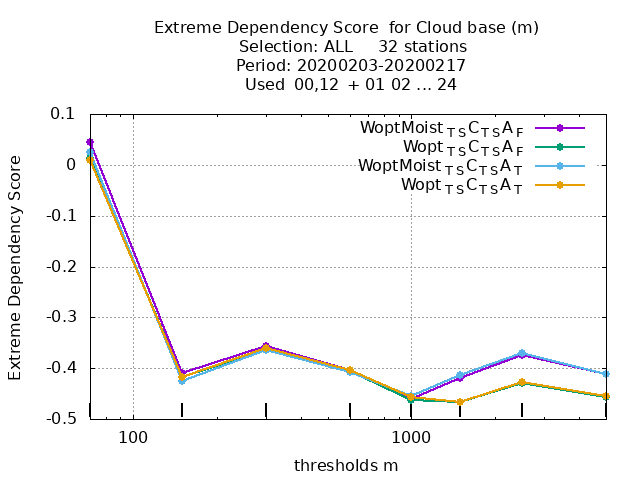 Extreme Dependency Score  for Cloud base (m)
Selection: ALL     32 stations
Period: 20200203-20200217
Used  00,12  + 01 02 ... 24
0.1
0
-0.1
-0.2
-0.3
-0.4
-0.5
Extreme Dependency Score
WoptMoist TS C TS A F
Wopt TS C TS A F
WoptMoist TS C TS A T
Wopt TS C TS A T
100
1000
thresholds m